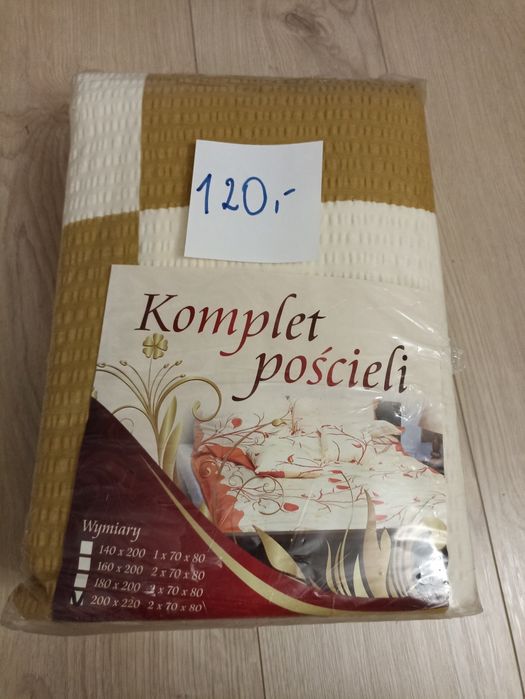 120,-
Komplet
pościeli
Wymiary
140 x 200 1 x 70 x 80
160 x 200 2 x 70 x 80
180 x 200 2 x 70 x 80
200 x 220 2 x 70 x 80